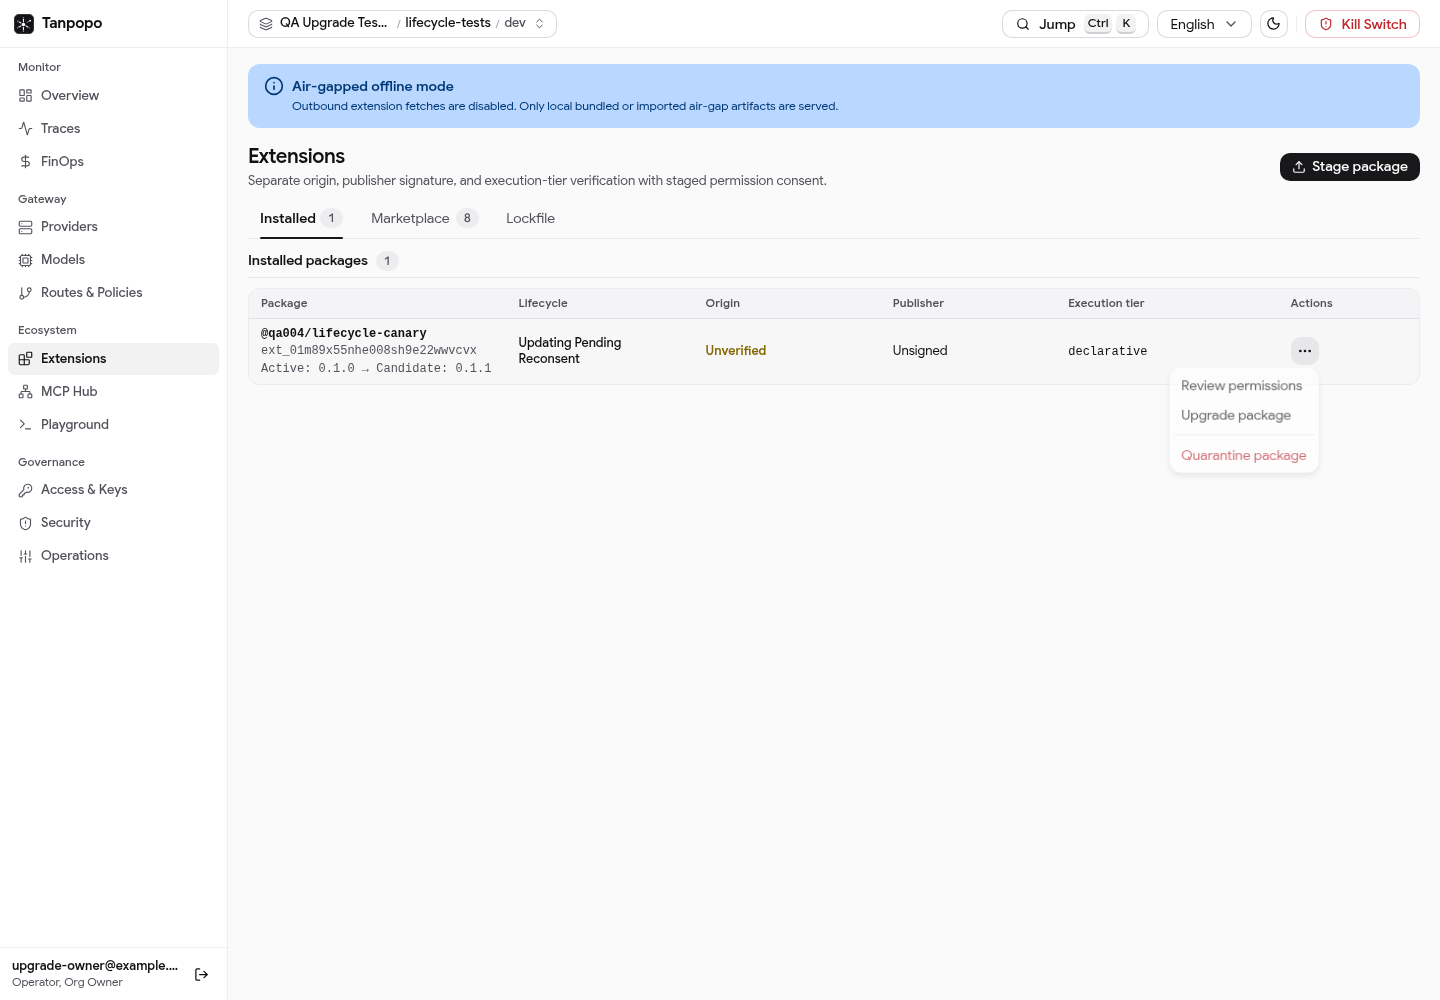 Tanpopo
QA Upgrade Tes... / lifecycle-tests / dev
Jump Ctrl K
English
Kill Switch
Monitor
Overview
Traces
FinOps
Gateway
Providers
Models
Routes & Policies
Ecosystem
Extensions
MCP Hub
Playground
Governance
Access & Keys
Security
Operations
upgrade-owner@example....
Operator, Org Owner
Air-gapped offline mode
Outbound extension fetches are disabled. Only local bundled or imported air-gap artifacts are served.
Extensions
Separate origin, publisher signature, and execution-tier verification with staged permission consent.
Stage package
Installed 1 Marketplace 8 Lockfile
Installed packages 1
Package Lifecycle Origin Publisher Execution tier Actions
@qa004/lifecycle-canary
ext_01m89x55nhe008sh9e22wwvcvx
Active: 0.1.0 → Candidate: 0.1.1
Updating Pending
Reconsent
Unverified
Unsigned
declarative
Review permissions
Upgrade package
Quarantine package